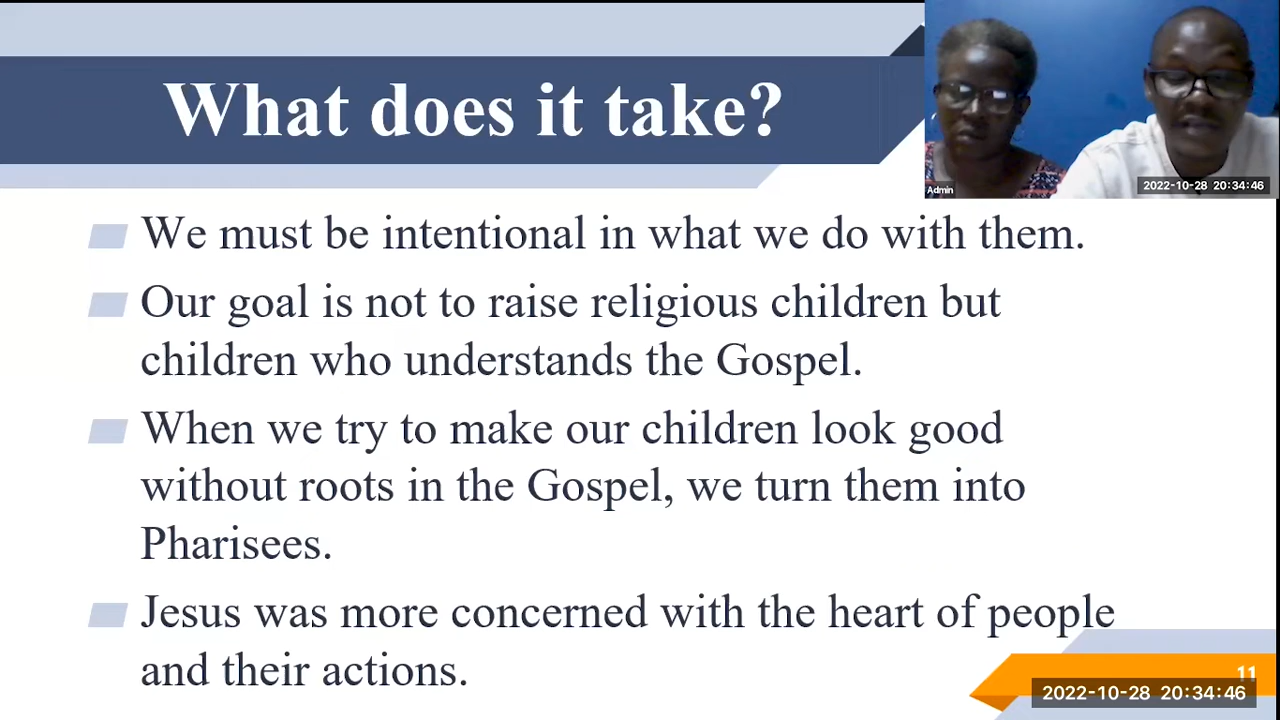 What does it take?
Admin
2022-10-28 20:34:46
We must be intentional in what we do with them.
Our goal is not to raise religious children but
children who understands the Gospel.
When we try to make our children look good
without roots in the Gospel, we turn them into
Pharisees.
Jesus was more concerned with the heart of people
and their actions.
11
2022-10-28 20:34:46